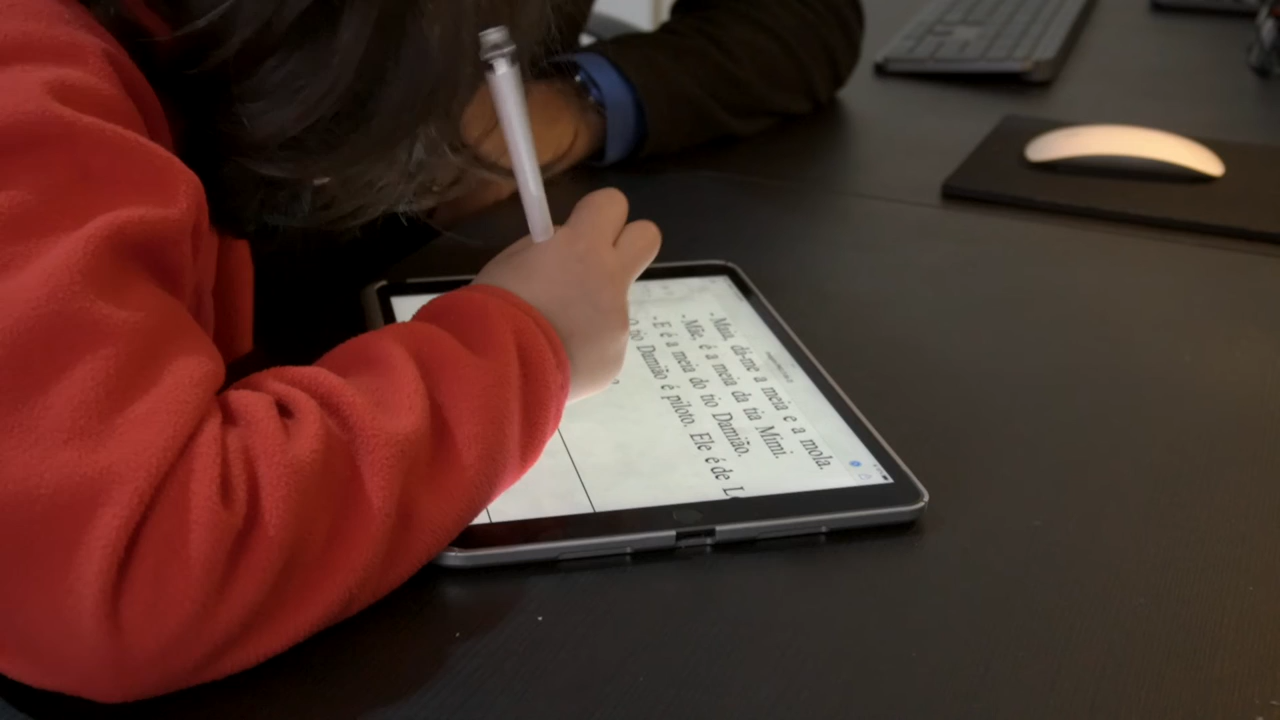 - Mimi, dá-me a meia e a mola.
- Mãe, é a meia da tia Mimi.
- E é a meia do tio Damião.
O tio Damião é piloto. Ele é de